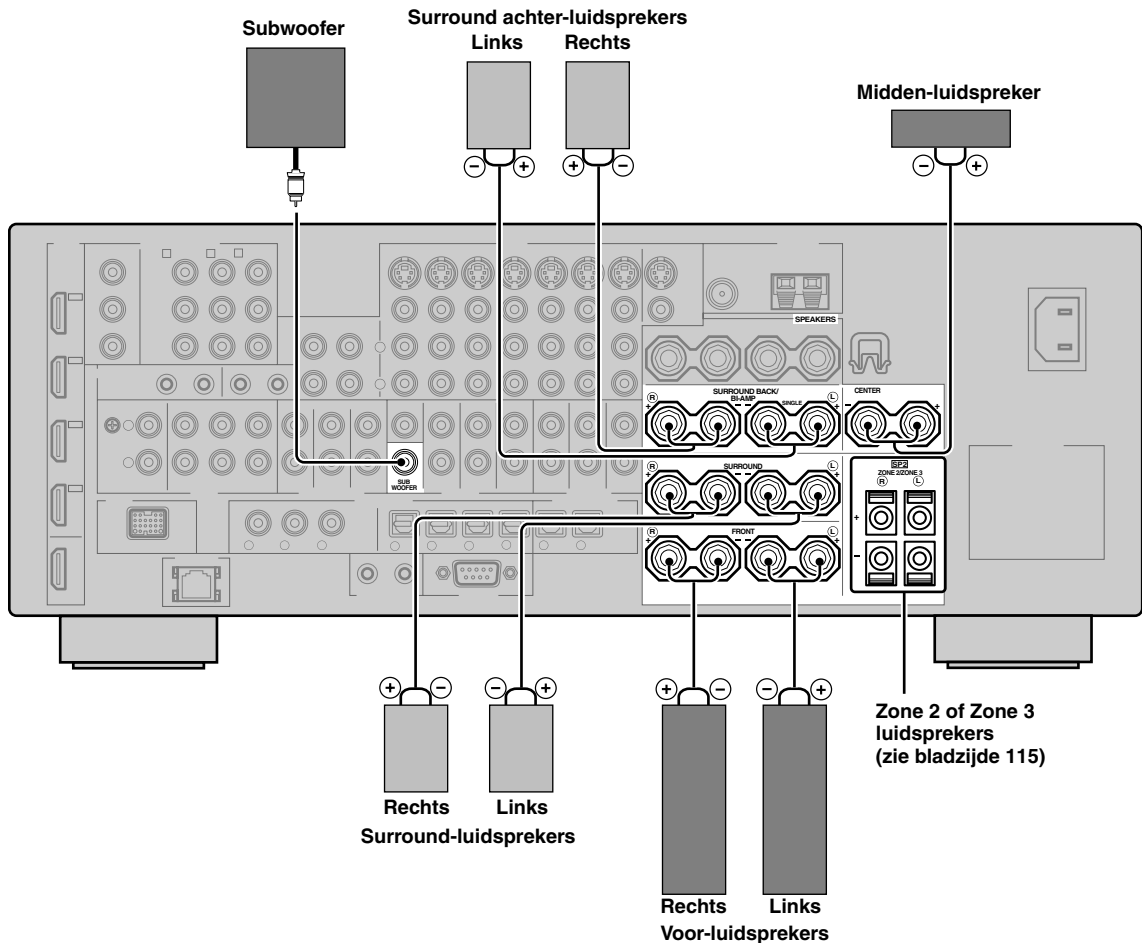 Surround achter-luidsprekers
Subwoofer
Links Rechts
Midden-luidspreker
− + + −
− +
SPEAKERS
R SURROUND BACK/ L CENTER
BI-AMP
+ − − SINGLE + − +
SUB
WOOFER
R SURROUND L
+ − − +
SP2
ZONE 2/ZONE 3
R L
+
−
R FRONT L
+ − − +
+ − − +
+ − − +
Zone 2 of Zone 3
luidsprekers
(zie bladzijde 115)
Rechts Links
Surround-luidsprekers
Rechts Links
Voor-luidsprekers